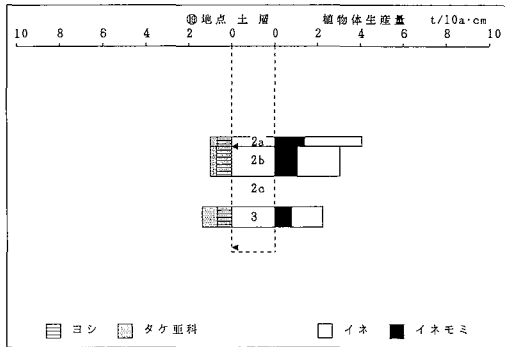 ⑩地点 土層 植物体生産量 t/10a·cm
10 8 6 4 2 0 0 2 4 6 8 10
2a
2b
2c
3
ヨシ タケ亜科 イネ イネモミ